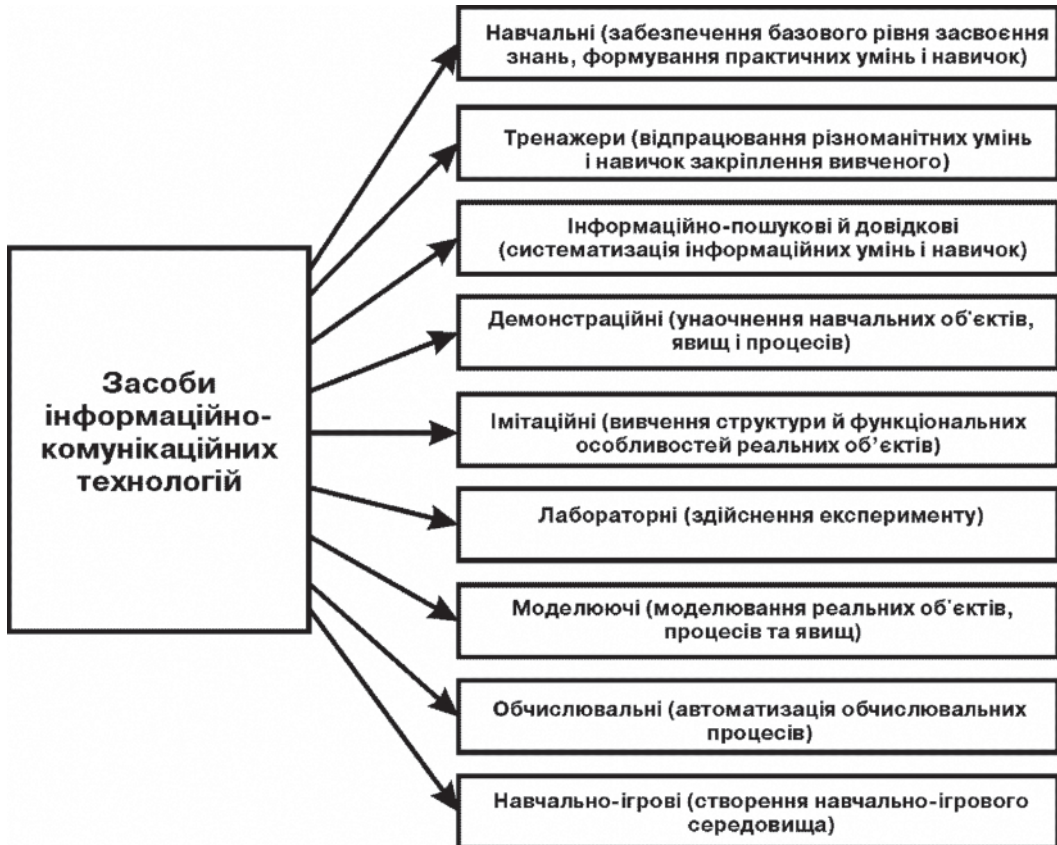 Навчальні (забезпечення базового рівня засвоєння
знань, формування практичних умінь і навичок)
Тренажери (відпрацювання різноманітних умінь
і навичок закріплення вивченого)
Інформаційно-пошукові й довідкові
(систематизація інформаційних умінь і навичок)
Демонстраційні (унаочнення навчальних об'єктів,
явищ і процесів)
Засоби
інформаційно-
комунікаційних
технологій
Імітаційні (вивчення структури й функціональних
особливостей реальних об’єктів)
Лабораторні (здійснення експерименту)
Моделюючі (моделювання реальних об'єктів,
процесів та явищ)
Обчислювальні (автоматизація обчислювальних
процесів)
Навчально-ігрові (створення навчально-ігрового
середовища)